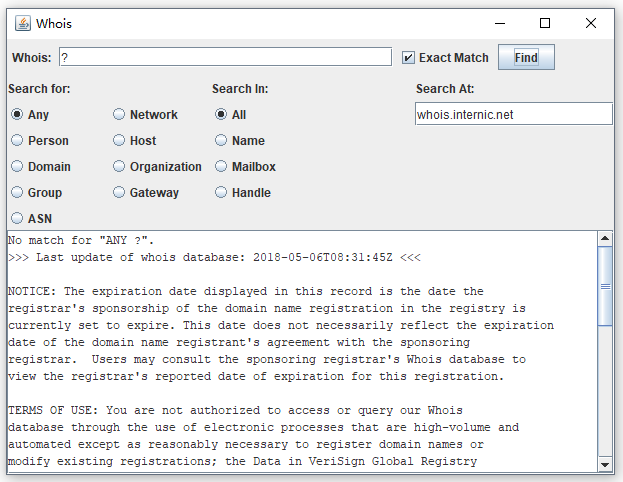 Whois
Whois: ? Exact Match Find
Search for: Search In: Search At:
Any Network All whois.internic.net
Person Host Name
Domain Organization Mailbox
Group Gateway Handle
ASN
No match for "ANY ?".
>>> Last update of whois database: 2018-05-06T08:31:45Z <<<
NOTICE: The expiration date displayed in this record is the date the
registrar's sponsorship of the domain name registration in the registry is
currently set to expire. This date does not necessarily reflect the expiration
date of the domain name registrant's agreement with the sponsoring
registrar.  Users may consult the sponsoring registrar's Whois database to
view the registrar's reported date of expiration for this registration.
TERMS OF USE: You are not authorized to access or query our Whois
database through the use of electronic processes that are high-volume and
automated except as reasonably necessary to register domain names or
modify existing registrations; the Data in VeriSign Global Registry